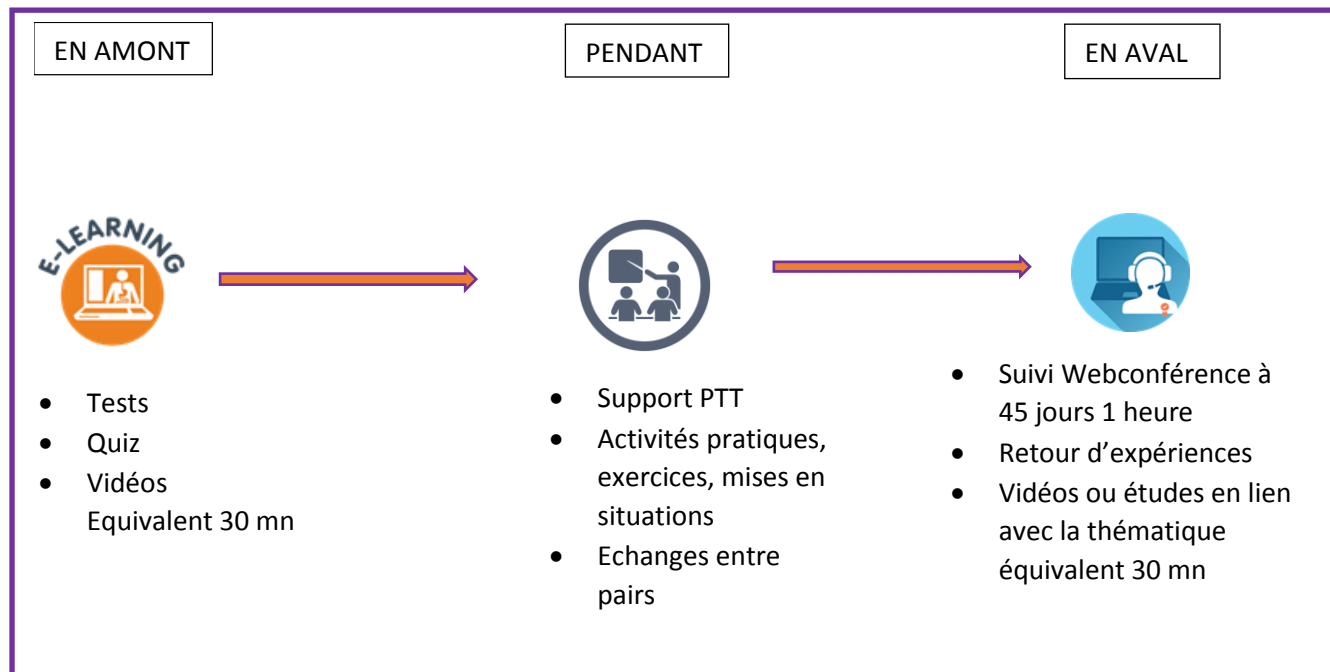 EN AMONT
PENDANT
EN AVAL
E-LEARNING
• Tests
• Quiz
• Vidéos
Equivalent 30 mn
• Support PTT
• Activités pratiques,
exercices, mises en
situations
• Echanges entre
pairs
• Suivi Webconférence à
45 jours 1 heure
• Retour d’expériences
• Vidéos ou études en lien
avec la thématique
équivalent 30 mn